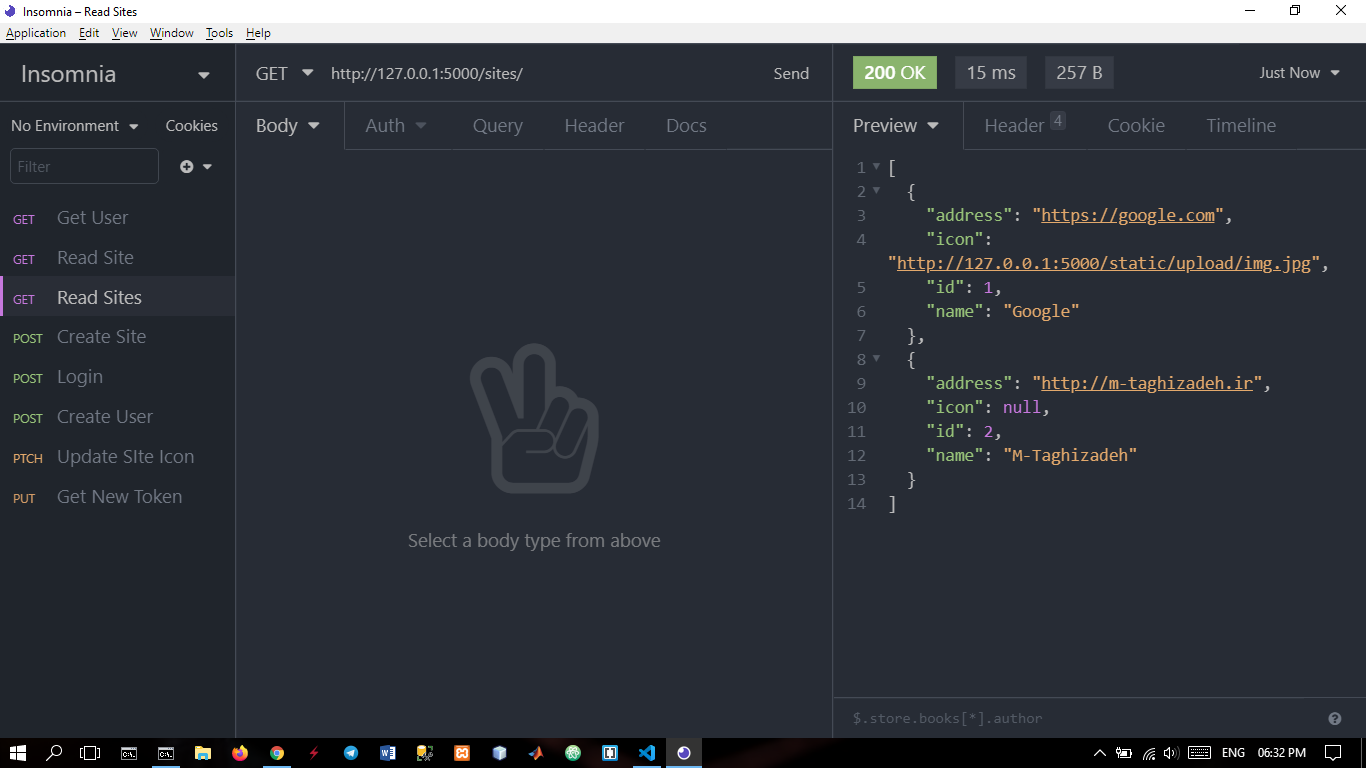 Insomnia – Read Sites
Application Edit View Window Tools Help
Insomnia
GET http://127.0.0.1:5000/sites/ Send
200 OK 15 ms 257 B Just Now
No Environment Cookies
Body Auth Query Header Docs
Preview Header 4 Cookie Timeline
Filter
GET Get User
GET Read Site
GET Read Sites
POST Create Site
POST Login
POST Create User
PTCH Update SIte Icon
PUT Get New Token
Select a body type from above
1 [
2 {
3 "address": "https://google.com",
4 "icon":
"http://127.0.0.1:5000/static/upload/img.jpg",
5 "id": 1,
6 "name": "Google"
7 },
8 {
9 "address": "http://m-taghizadeh.ir",
10 "icon": null,
11 "id": 2,
12 "name": "M-Taghizadeh"
13 }
14 ]
$.store.books[*].author
ENG 06:32 PM